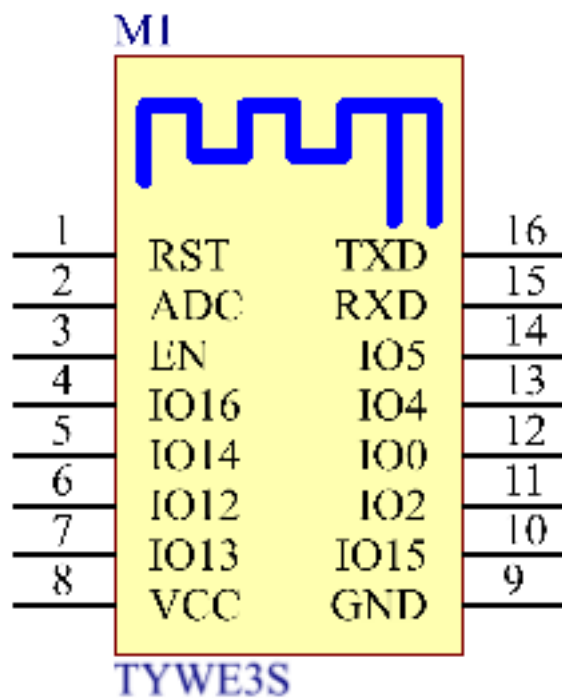 M1
1 RST TXD 16
2 ADC RXD 15
3 EN IO5 14
4 IO16 IO4 13
5 IO14 IO0 12
6 IO12 IO2 11
7 IO13 IO15 10
8 VCC GND 9
TYWE3S